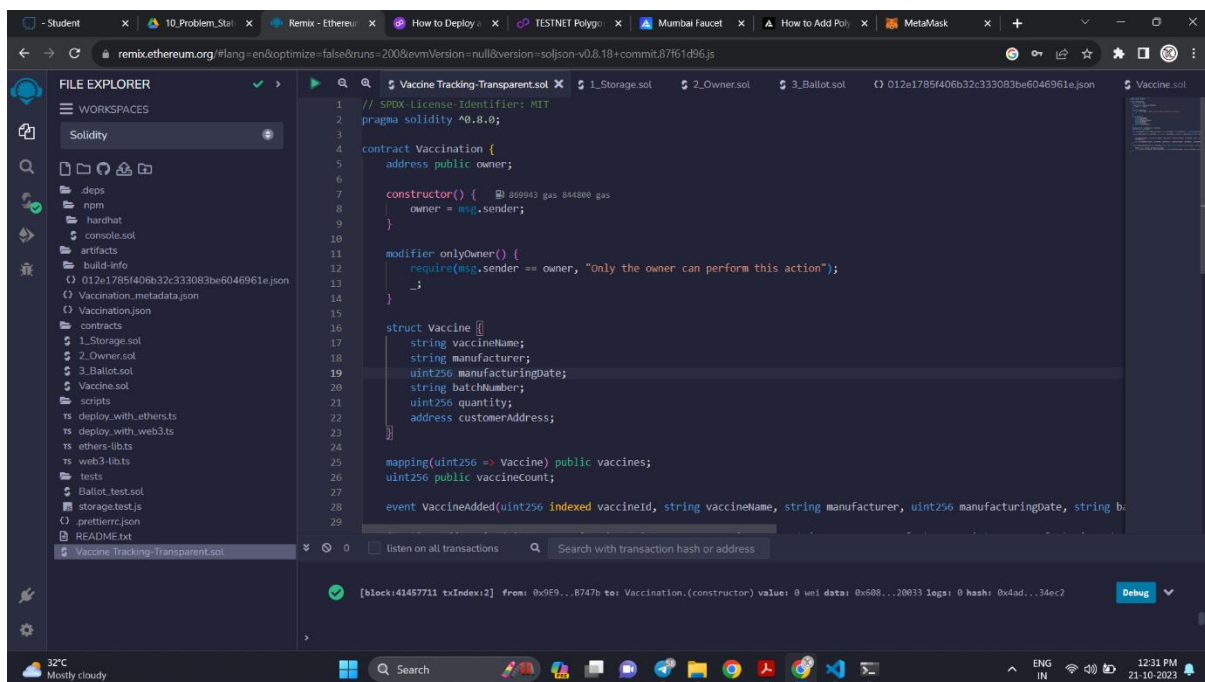 - Student
10_Problem_Stat
Remix - Ethereu
How to Deploy a
TESTNET Polygo
Mumbai Faucet
How to Add Pol
MetaMask
remix.ethereum.org/#lang=en&optimize=false&runs=200&evmVersion=null&version=soljson-v0.8.18+commit.87f61d96.js
FILE EXPLORER
WORKSPACES
Solidity
.deps
npm
hardhat
console.sol
artifacts
build-info
012e1785f406b32c333083be6046961e.json
Vaccination_metadata.json
Vaccination.json
contracts
1_Storage.sol
2_Owner.sol
3_Ballot.sol
Vaccine.sol
scripts
TS deploy_with_ethers.ts
TS deploy_with_web3.ts
TS ethers-lib.ts
TS web3-lib.ts
tests
Ballot_test.sol
storage.test.js
.prettierrc.json
README.txt
Vaccine Tracking-Transparent.sol
Vaccine Tracking-Transparent.sol
1_Storage.sol
2_Owner.sol
3_Ballot.sol
012e1785f406b32c333083be6046961e.json
Vaccine.sol
1 // SPDX-License-Identifier: MIT
2 pragma solidity ^0.8.0;
3
4 contract Vaccination {
5 address public owner;
6
7 constructor() { 869943 gas 844800 gas
8 owner = msg.sender;
9 }
10
11 modifier onlyOwner() {
12 require(msg.sender == owner, "Only the owner can perform this action");
13 _;
14 }
15
16 struct Vaccine {
17 string vaccineName;
18 string manufacturer;
19 uint256 manufacturingDate;
20 string batchNumber;
21 uint256 quantity;
22 address customerAddress;
23 }
24
25 mapping(uint256 => Vaccine) public vaccines;
26 uint256 public vaccineCount;
27
28 event VaccineAdded(uint256 indexed vaccineId, string vaccineName, string manufacturer, uint256 manufacturingDate, string ba
29
0
listen on all transactions
Search with transaction hash or address
[block:41457711 txIndex:2] from: 0x9E9...B747b to: Vaccination.(constructor) value: 0 wei data: 0x608...20033 logs: 0 hash: 0x4ad...34ec2
Debug
>
32°C
Mostly cloudy
Search
ENG
IN
12:31 PM
21-10-2023